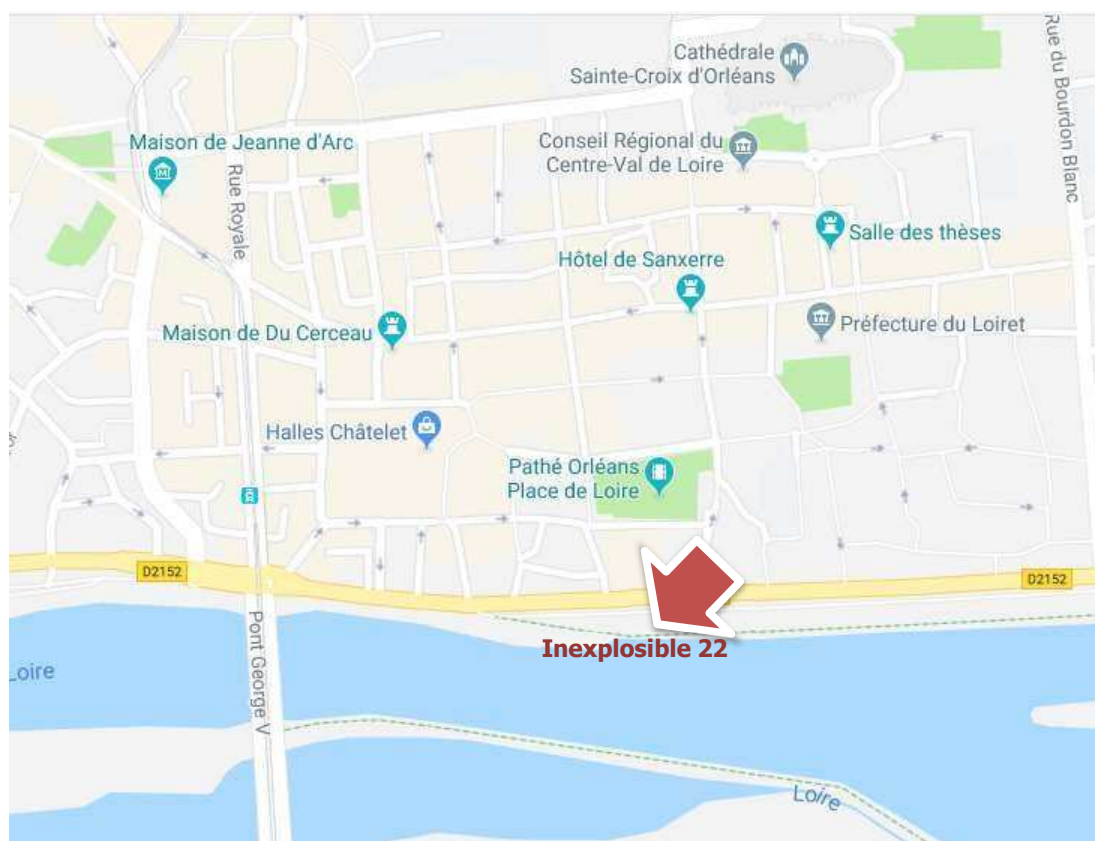 Cathédrale
Sainte-Croix d'Orléans
Rue du Bourdon Blanc
Maison de Jeanne d'Arc
Conseil Régional du
Centre-Val de Loire
Rue Royale
Salle des thèses
Hôtel de Sanxerre
Maison de Du Cerceau
Préfecture du Loiret
Halles Châtelet
Pathé Orléans
Place de Loire
D2152
D2152
Inexplosible 22
Pont George V
Loire
Loire